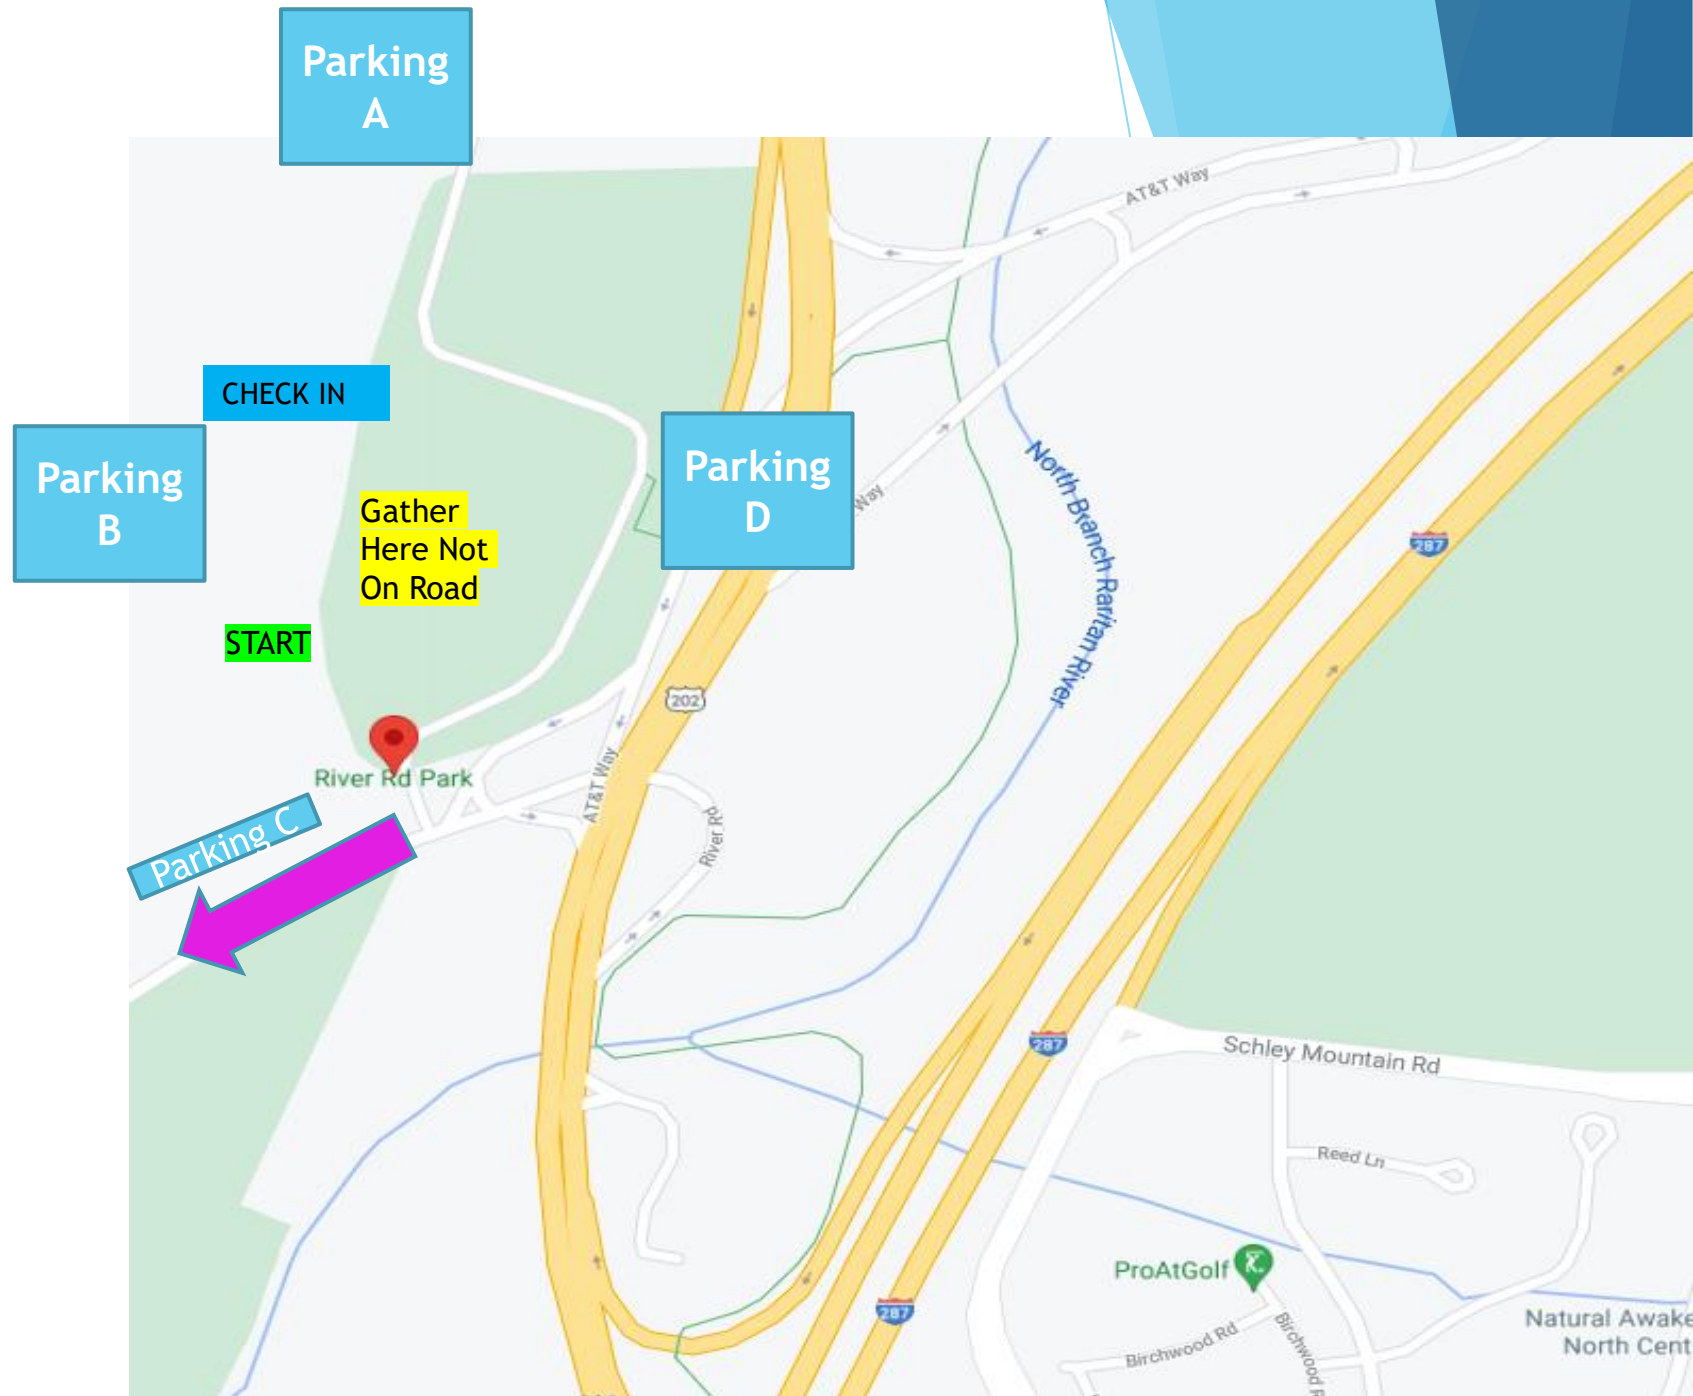 Parking
A
AT&T Way
CHECK IN
Parking
B
Parking
D
Way
Gather
Here Not
On Road
North Branch Raritan River
287
START
202
River Rd Park
AT&T Way
River Rd
Parking C
287
Schley Mountain Rd
Reed Ln
ProAtGolf
287
Birchwood Rd
Birchwood R
Natural Awake
North Cent